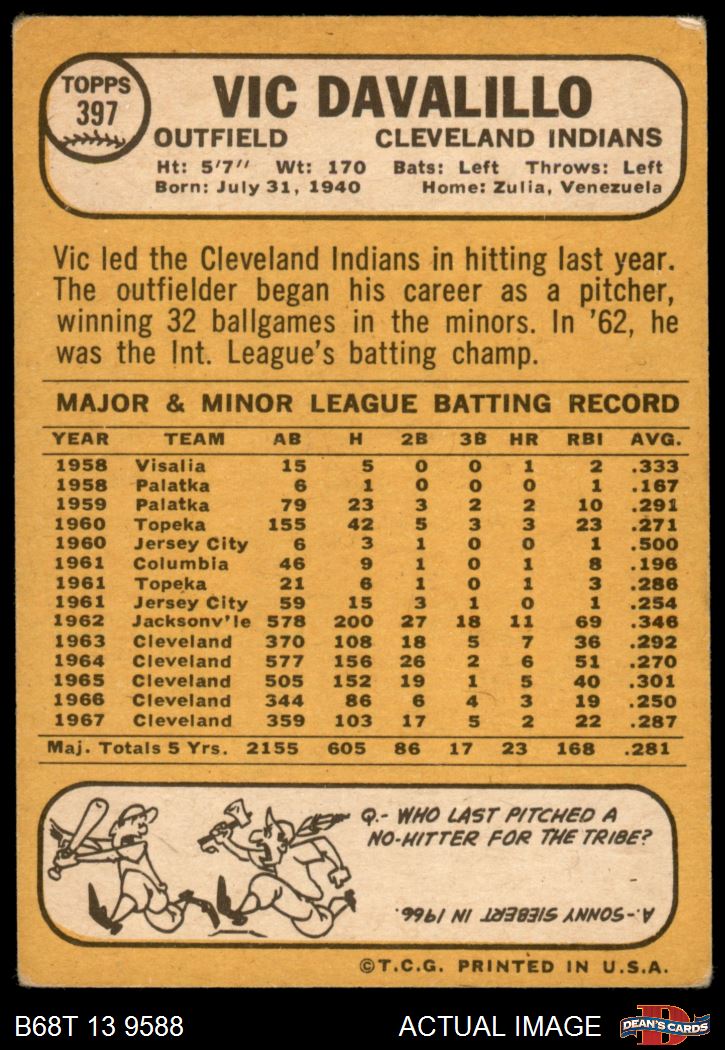 TOPPS
397
VIC DAVALILLO
OUTFIELD CLEVELAND INDIANS
Ht: 5'7" Wt: 170 Bats: Left Throws: Left
Born: July 31, 1940 Home: Zulia, Venezuela
Vic led the Cleveland Indians in hitting last year.
The outfielder began his career as a pitcher,
winning 32 ballgames in the minors. In '62, he
was the Int. League's batting champ.
MAJOR & MINOR LEAGUE BATTING RECORD
YEAR TEAM AB H 2B 3B HR RBI AVG.
1958 Visalia 15 5 0 0 1 2 .333
1958 Palatka 6 1 0 0 0 1 .167
1959 Palatka 79 23 3 2 2 10 .291
1960 Topeka 155 42 5 3 3 23 .271
1960 Jersey City 6 3 1 0 0 1 .500
1961 Columbia 46 9 1 0 1 8 .196
1961 Topeka 21 6 1 0 1 3 .286
1961 Jersey City 59 15 3 1 0 1 .254
1962 Jacksonv'le 578 200 27 18 11 69 .346
1963 Cleveland 370 108 18 5 7 36 .292
1964 Cleveland 577 156 26 2 6 51 .270
1965 Cleveland 505 152 19 1 5 40 .301
1966 Cleveland 344 86 6 4 3 19 .250
1967 Cleveland 359 103 17 5 2 22 .287
Maj. Totals 5 Yrs. 2155 605 86 17 23 168 .281
Q.- WHO LAST PITCHED A
NO-HITTER FOR THE TRIBE?
A.- SONNY SIEBERT IN 1966.
©T.C.G. PRINTED IN U.S.A.
B68T 13 9588 ACTUAL IMAGE
D
DEAN'S CARDS